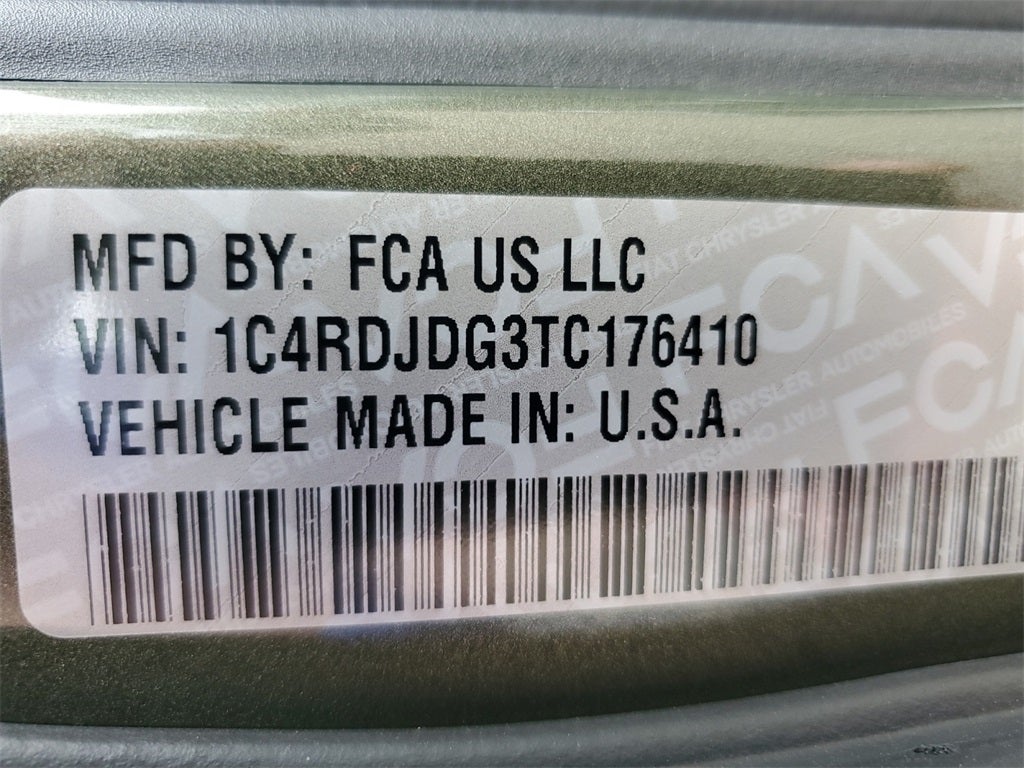 MFD BY: FCA US LLC
VIN: 1C4RDJDG3TC176410
VEHICLE MADE IN: U.S.A.